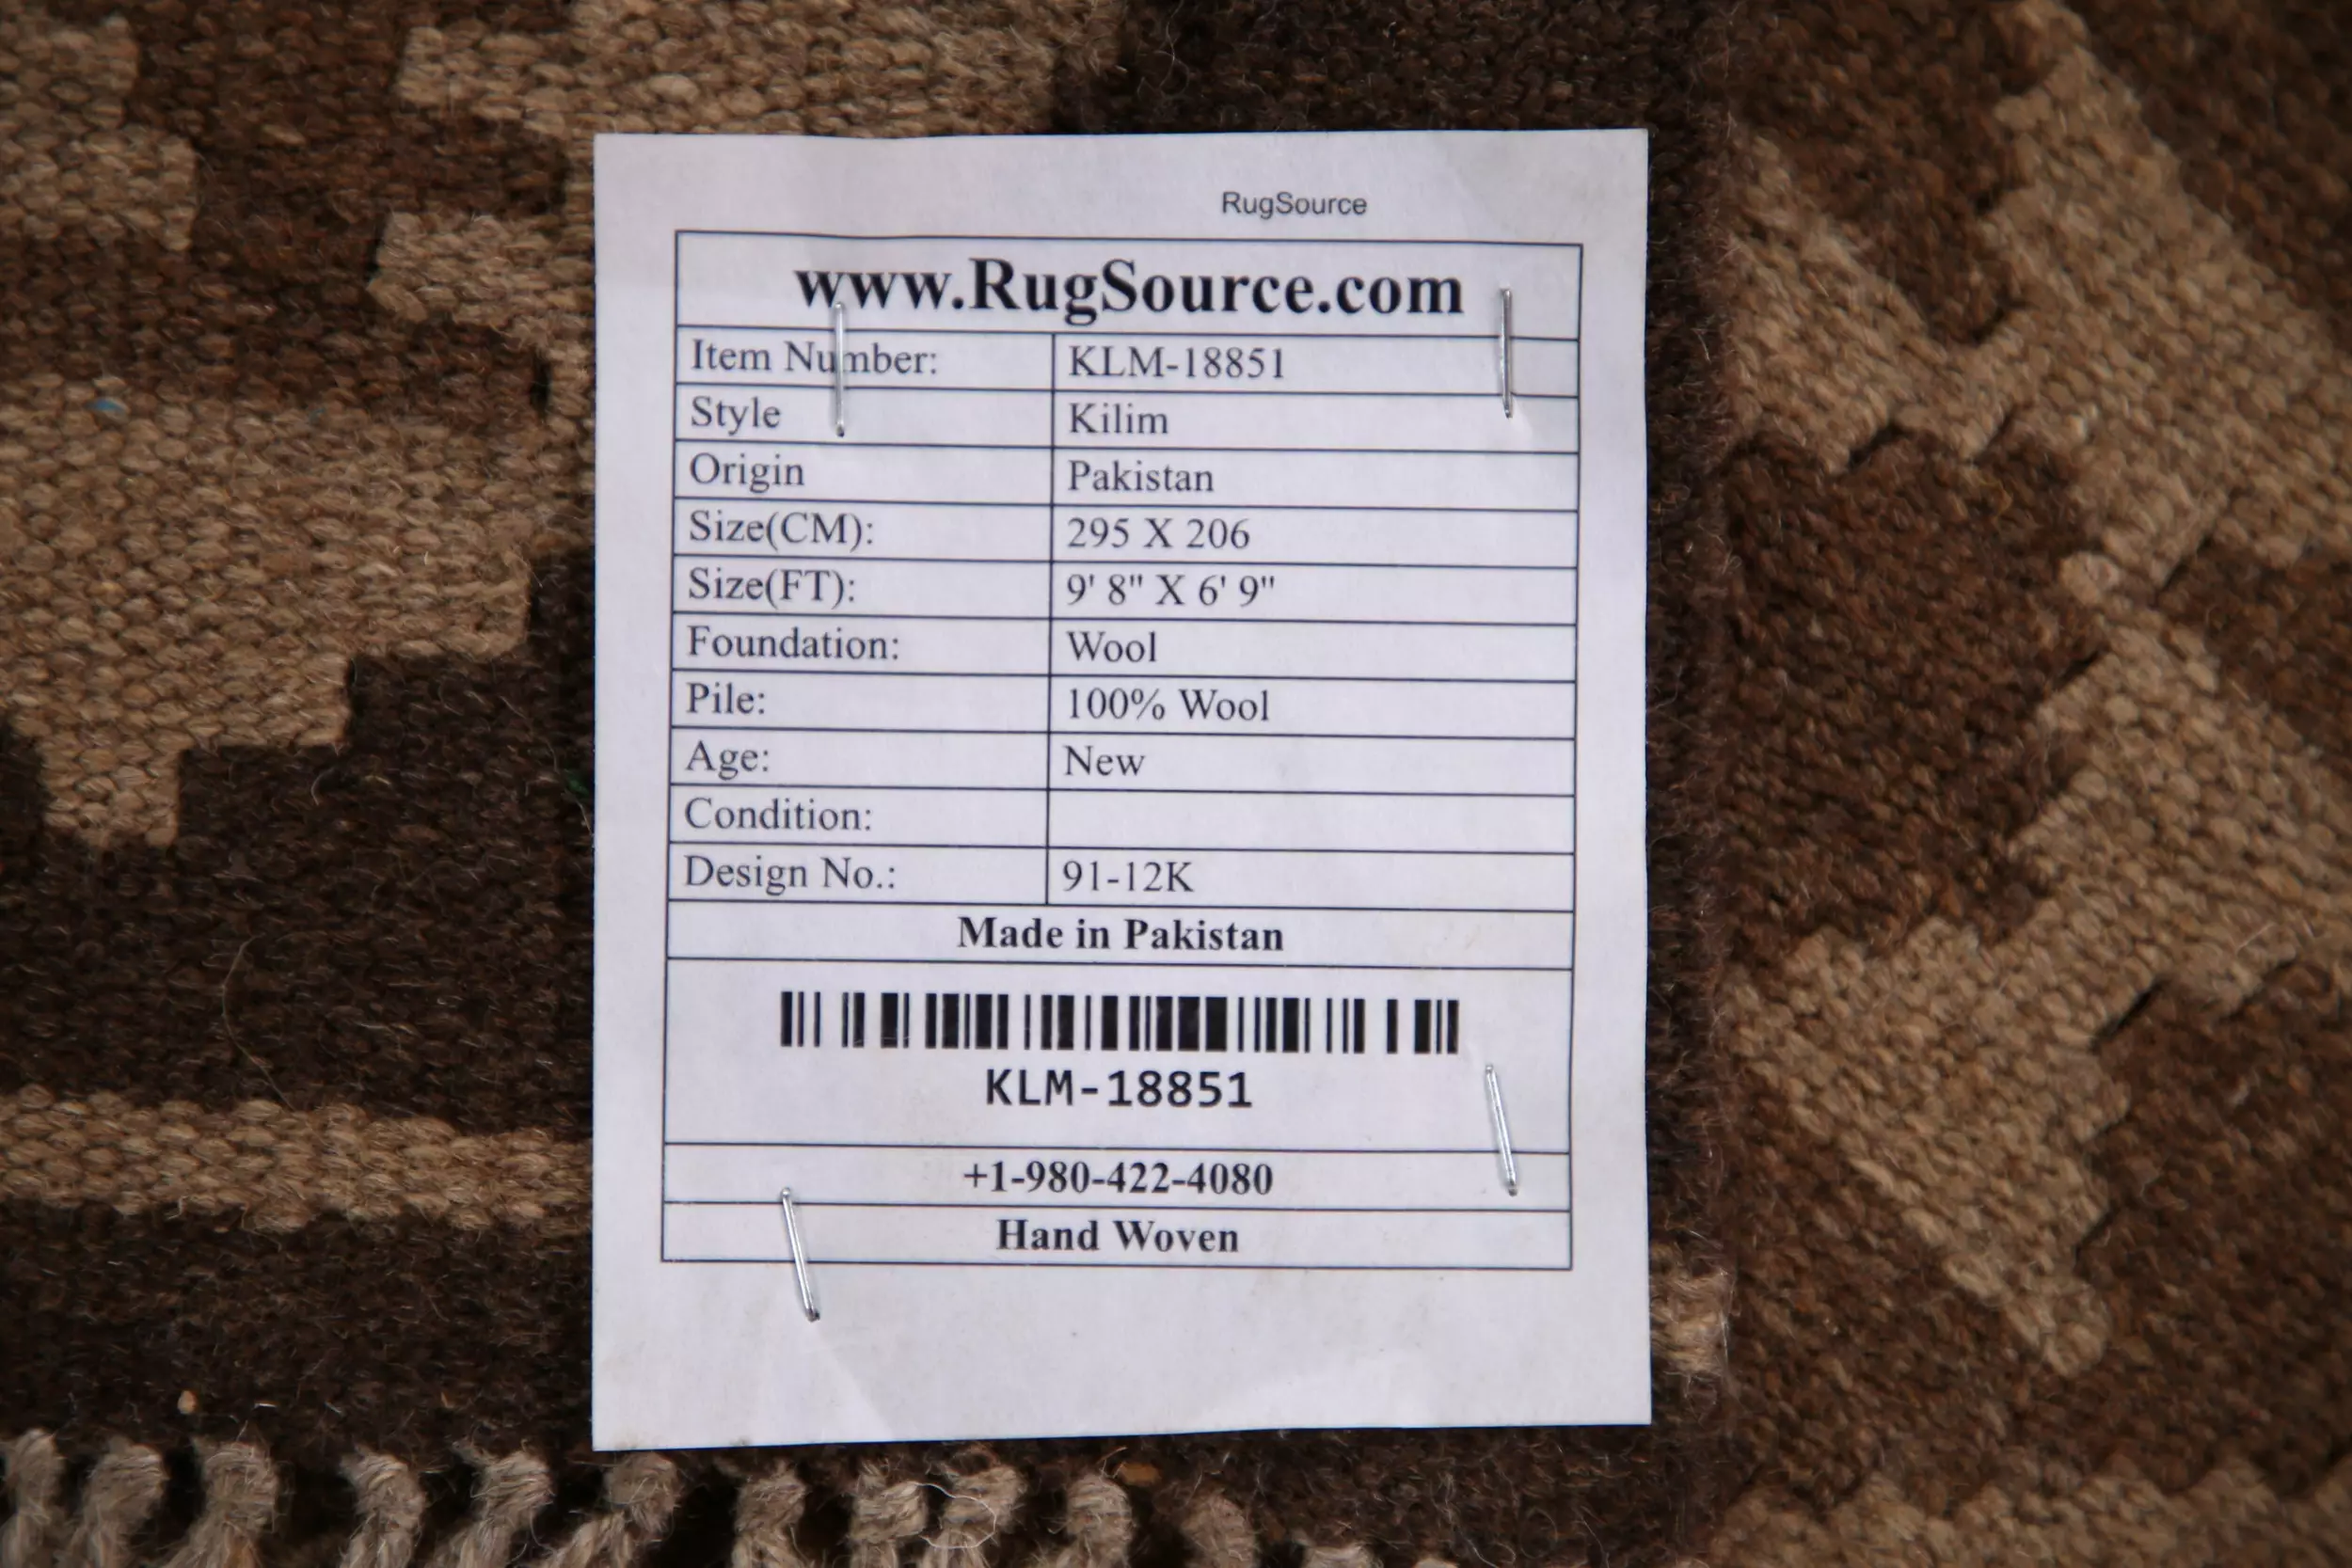 RugSource
www.RugSource.com
Item Number: KLM-18851
Style Kilim
Origin Pakistan
Size(CM): 295 X 206
Size(FT): 9' 8" X 6' 9"
Foundation: Wool
Pile: 100% Wool
Age: New
Condition:
Design No.: 91-12K
Made in Pakistan
KLM-18851
+1-980-422-4080
Hand Woven